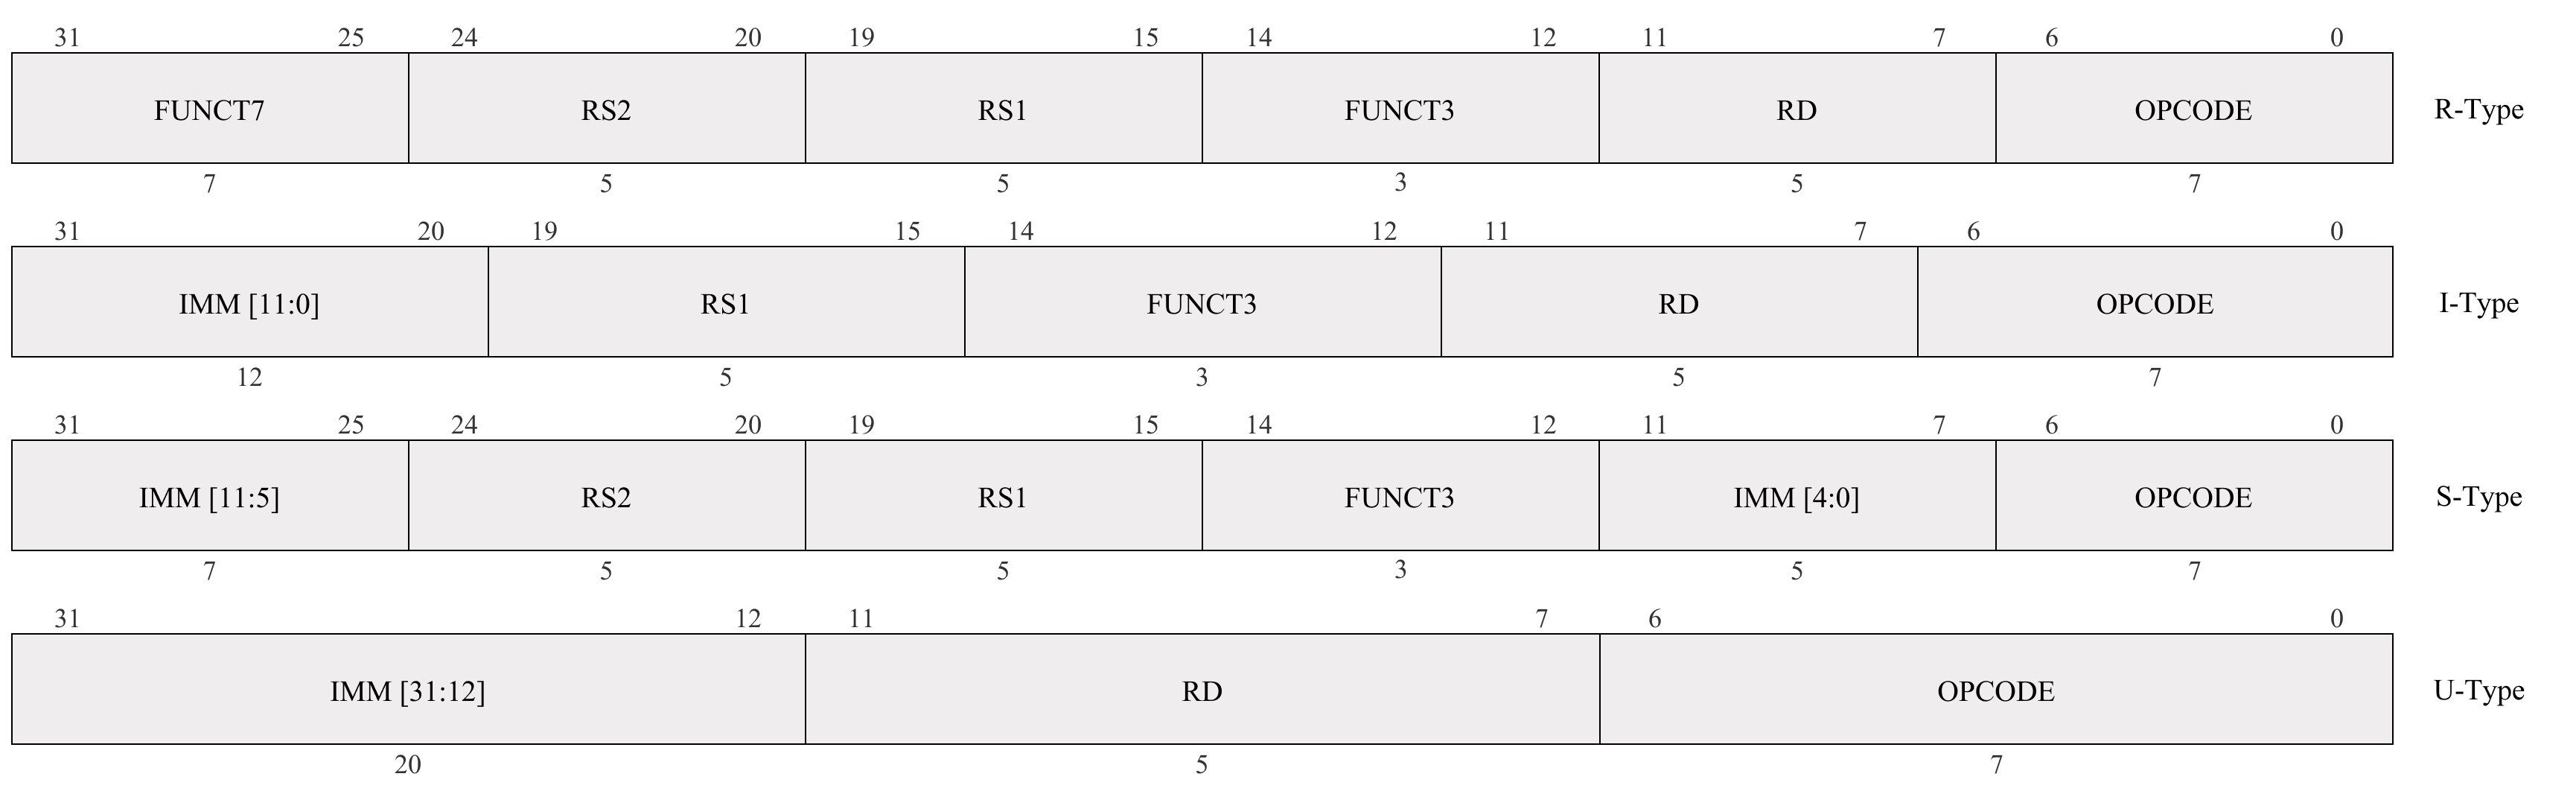 31 25 24 20 19 15 14 12 11 7 6 0
FUNCT7 RS2 RS1 FUNCT3 RD OPCODE R-Type
7 5 5 3 5 7
31 20 19 15 14 12 11 7 6 0
IMM [11:0] RS1 FUNCT3 RD OPCODE I-Type
12 5 3 5 7
31 25 24 20 19 15 14 12 11 7 6 0
IMM [11:5] RS2 RS1 FUNCT3 IMM [4:0] OPCODE S-Type
7 5 5 3 5 7
31 12 11 7 6 0
IMM [31:12] RD OPCODE U-Type
20 5 7